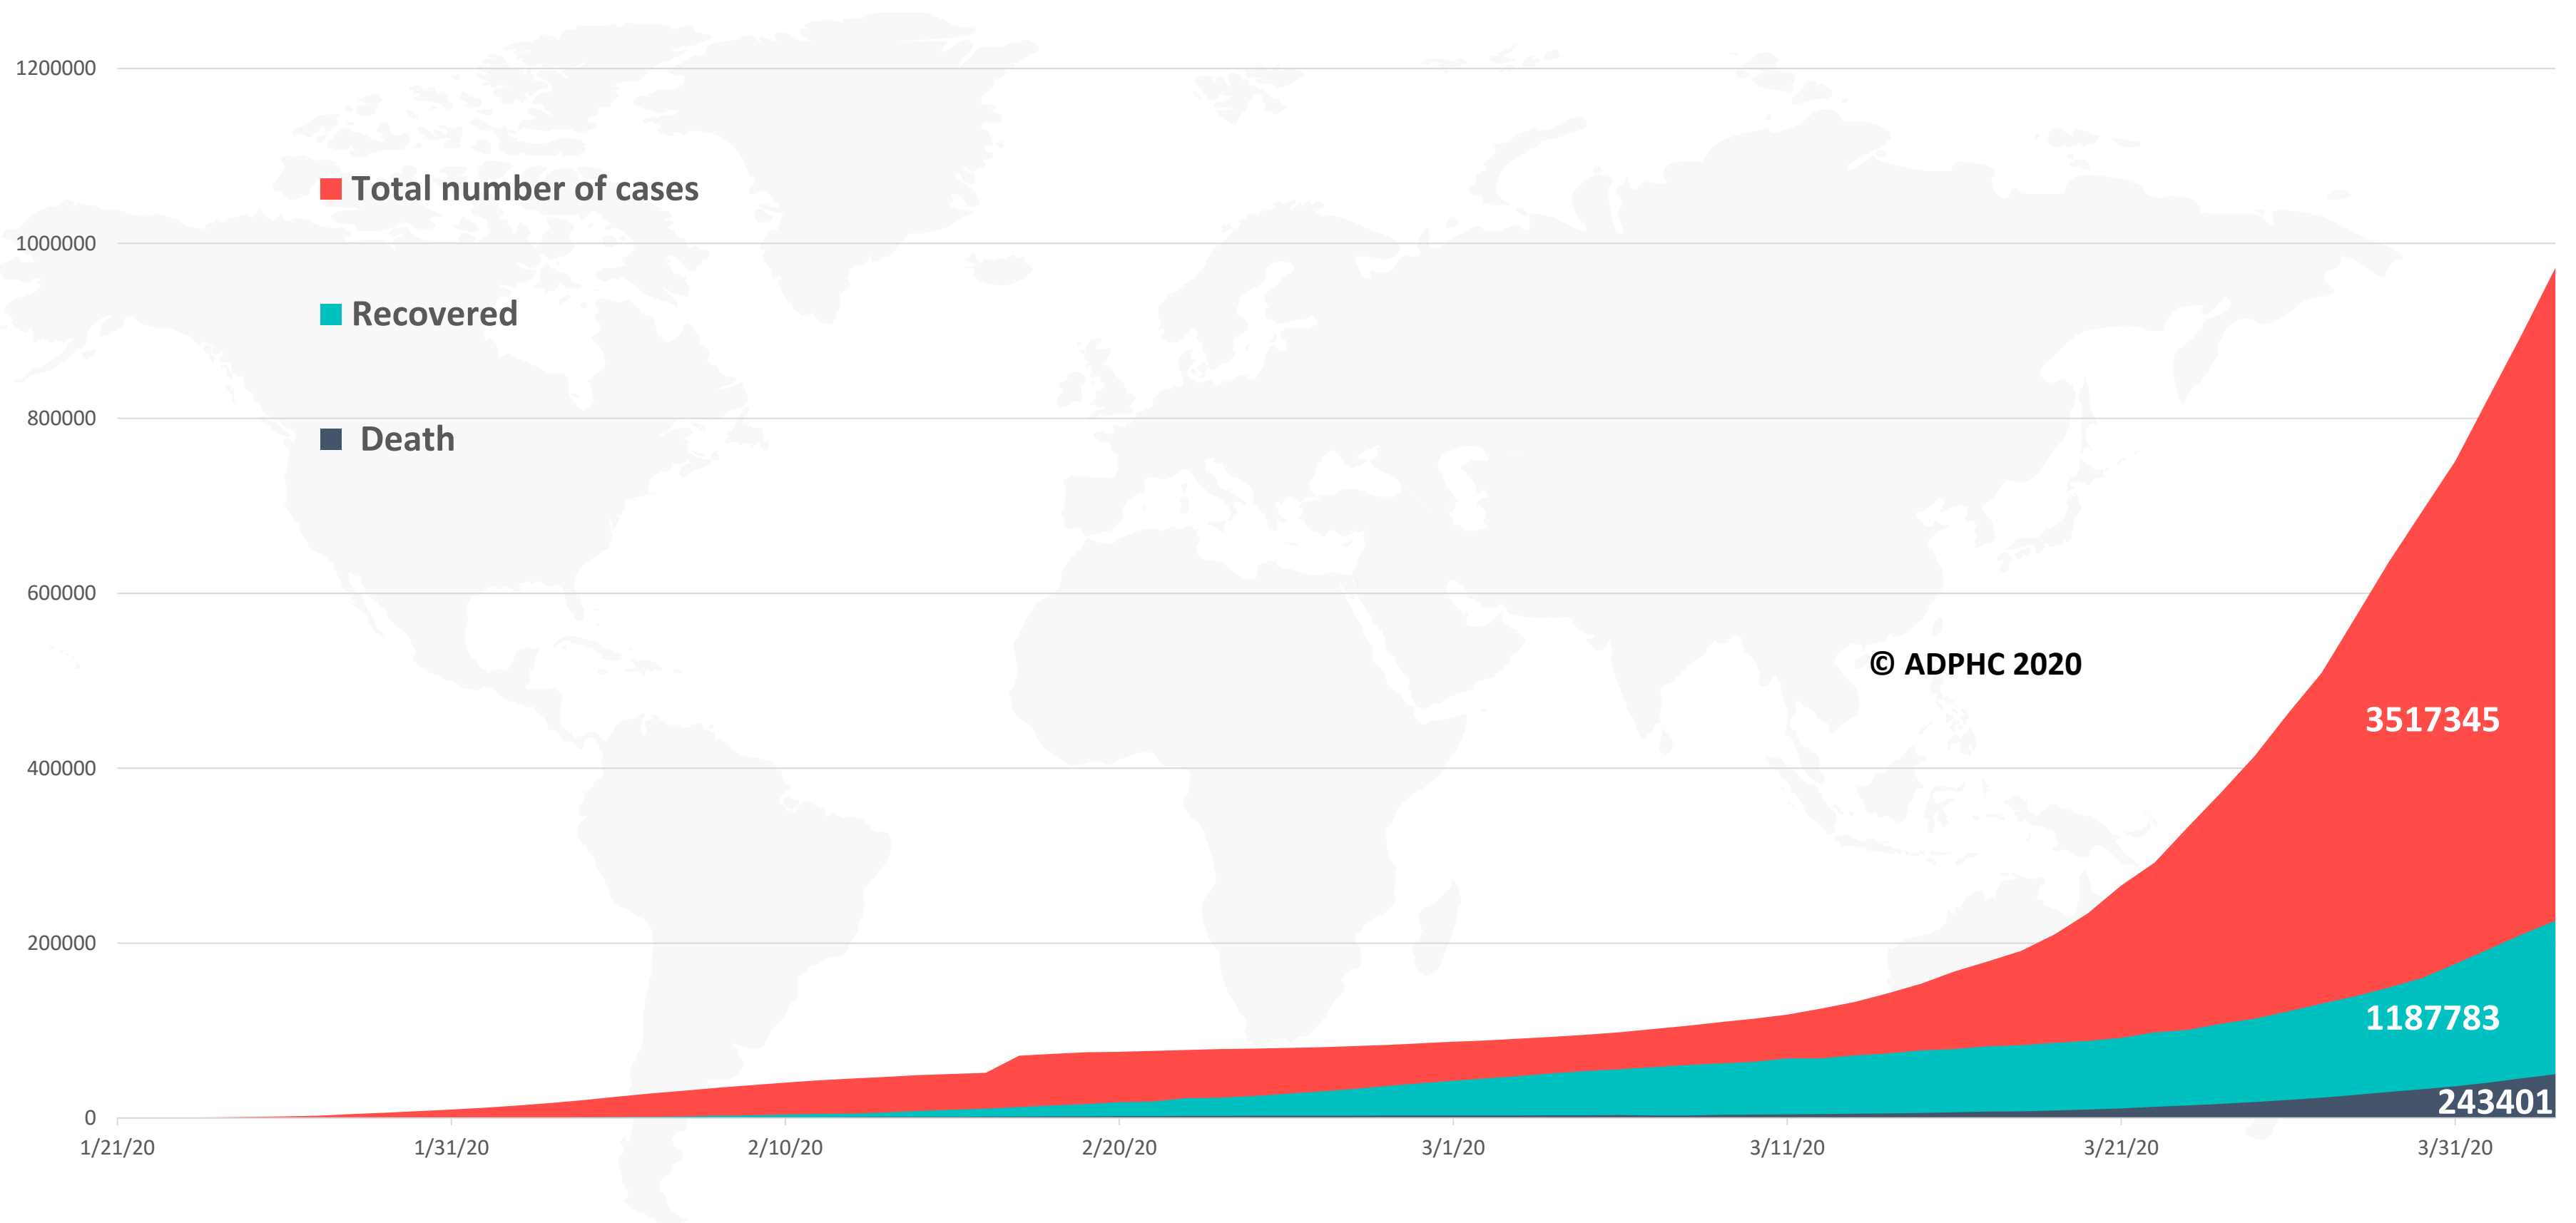 1200000
Total number of cases
1000000
Recovered
800000
Death
600000
© ADPHC 2020
3517345
400000
200000
1187783
243401
0
1/21/20 1/31/20 2/10/20 2/20/20 3/1/20 3/11/20 3/21/20 3/31/20